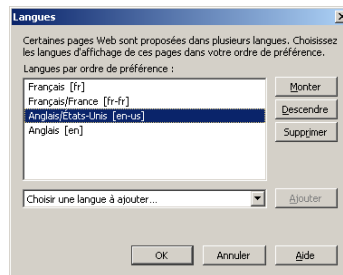 Langues
Certaines pages Web sont proposées dans plusieurs langues. Choisissez
les langues d'affichage de ces pages dans votre ordre de préférence.
Langues par ordre de préférence :
Français [fr]
Français/France [fr-fr]
Anglais/États-Unis [en-us]
Anglais [en]
Monter
Descendre
Supprimer
Choisir une langue à ajouter...
Ajouter
OK
Annuler
Aide